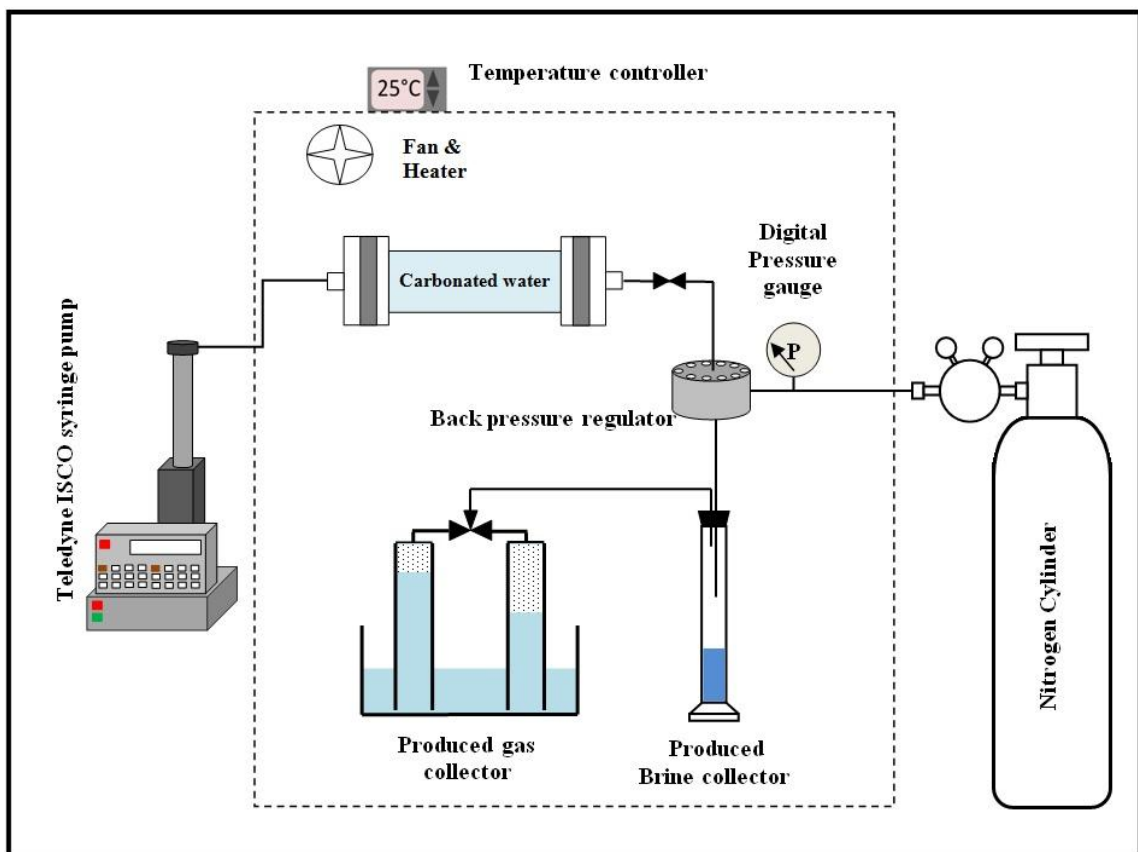 Temperature controller
25°C
Fan &
Heater
Digital
Pressure
gauge
Carbonated water
P
Back pressure regulator
Teledyne ISCO syringe pump
Nitrogen Cylinder
Produced gas
collector
Produced
Brine collector